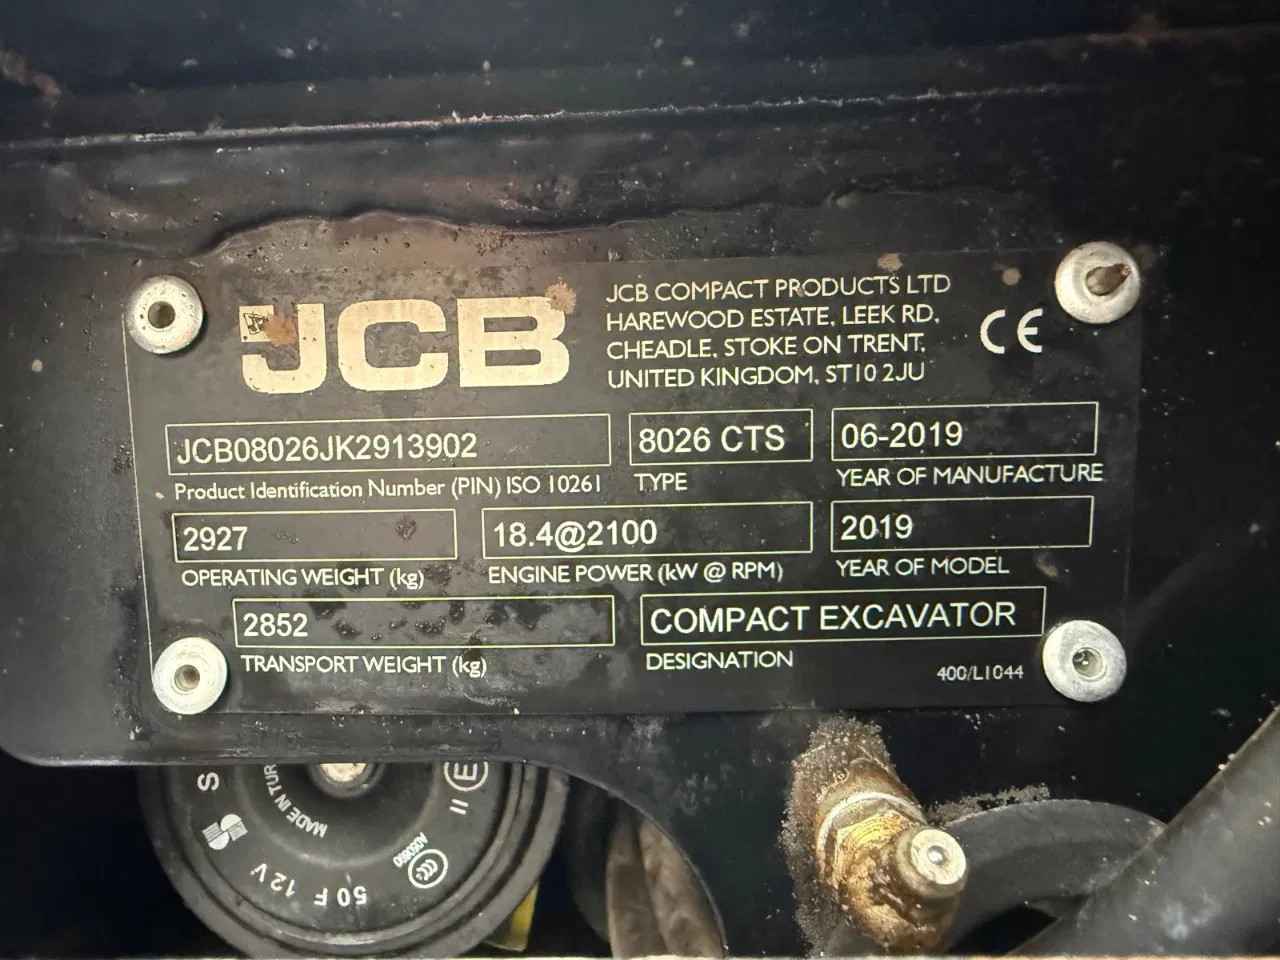 JCB
JCB COMPACT PRODUCTS LTD
HAREWOOD ESTATE, LEEK RD,
CHEADLE, STOKE ON TRENT,
UNITED KINGDOM, ST10 2JU
CE
JCB08026JK2913902
Product Identification Number (PIN) ISO 10261
8026 CTS
TYPE
06-2019
YEAR OF MANUFACTURE
2927
OPERATING WEIGHT (kg)
18.4@2100
ENGINE POWER (kW @ RPM)
2019
YEAR OF MODEL
2852
TRANSPORT WEIGHT (kg)
COMPACT EXCAVATOR
DESIGNATION
400/L1044
S
MADE IN TUR
E
II
50F 12V